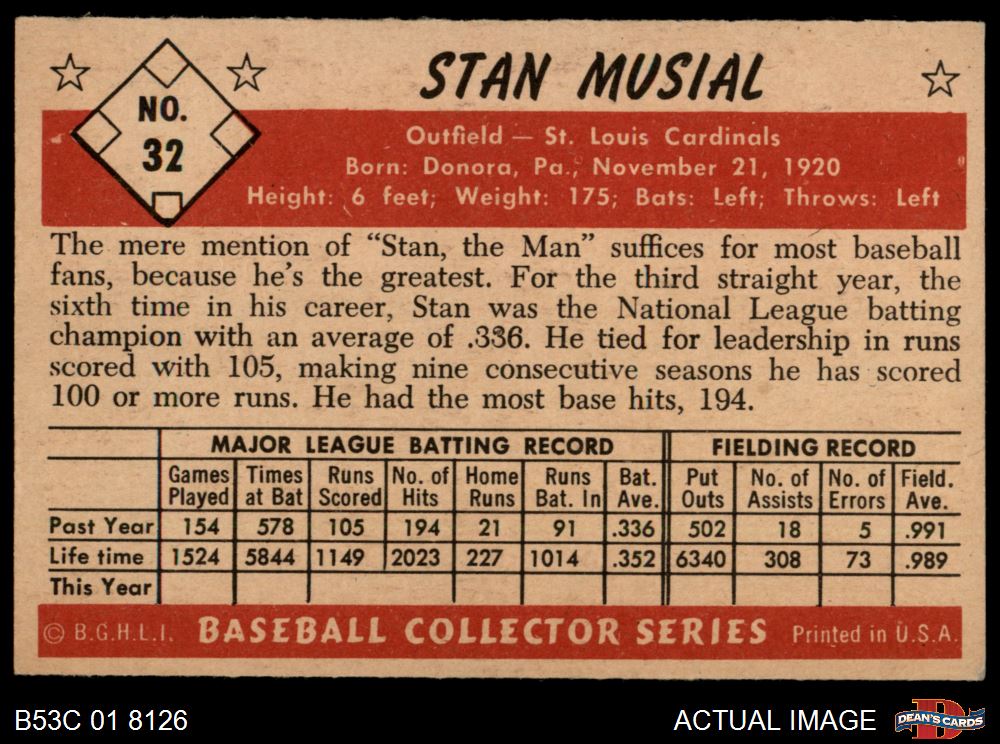 STAN MUSIAL
NO.
32
Outfield — St. Louis Cardinals
Born: Donora, Pa., November 21, 1920
Height: 6 feet; Weight: 175; Bats: Left; Throws: Left
The mere mention of “Stan, the Man” suffices for most baseball
fans, because he’s the greatest. For the third straight year, the
sixth time in his career, Stan was the National League batting
champion with an average of .336. He tied for leadership in runs
scored with 105, making nine consecutive seasons he has scored
100 or more runs. He had the most base hits, 194.
MAJOR LEAGUE BATTING RECORD FIELDING RECORD
Games Times Runs No. of Home Runs Bat. Put No. of No. of Field.
Played at Bat Scored Hits Runs Bat. In Ave. Outs Assists Errors Ave.
Past Year 154 578 105 194 21 91 .336 502 18 5 .991
Life time 1524 5844 1149 2023 227 1014 .352 6340 308 73 .989
This Year
© B.G.H.L.I. BASEBALL COLLECTOR SERIES Printed in U.S.A.
B53C 01 8126 ACTUAL IMAGE DEAN'S CARDS